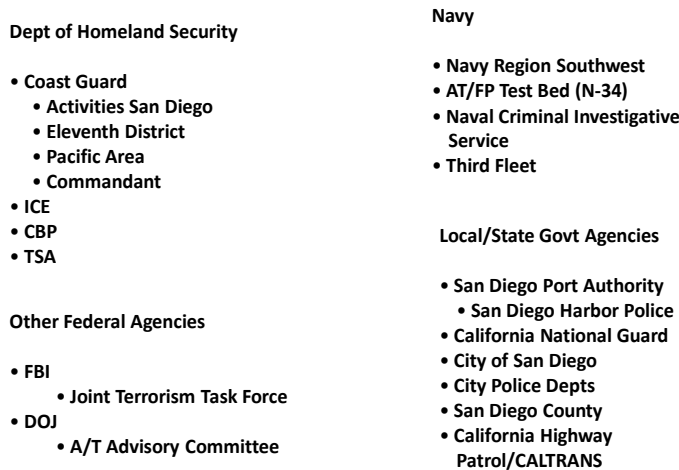 Dept of Homeland Security
• Coast Guard
• Activities San Diego
• Eleventh District
• Pacific Area
• Commandant
• ICE
• CBP
• TSA
Other Federal Agencies
• FBI
• Joint Terrorism Task Force
• DOJ
• A/T Advisory Committee
Navy
• Navy Region Southwest
• AT/FP Test Bed (N-34)
• Naval Criminal Investigative
Service
• Third Fleet
Local/State Govt Agencies
• San Diego Port Authority
• San Diego Harbor Police
• California National Guard
• City of San Diego
• City Police Depts
• San Diego County
• California Highway
Patrol/CALTRANS